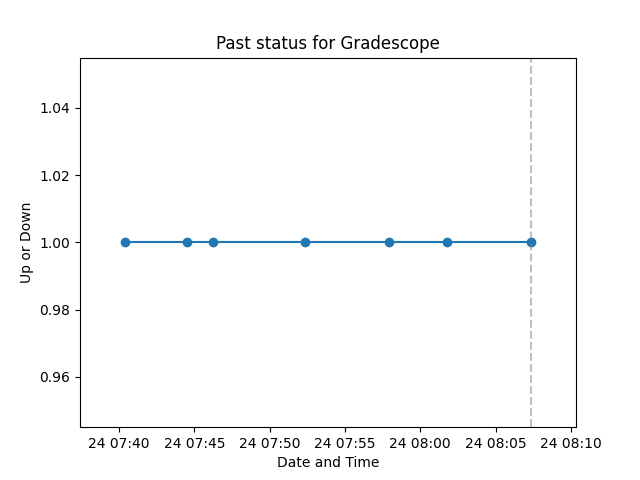 Past status for Gradescope
Up or Down
1.04
1.02
1.00
0.98
0.96
24 07:40 24 07:45 24 07:50 24 07:55 24 08:00 24 08:05 24 08:10
Date and Time